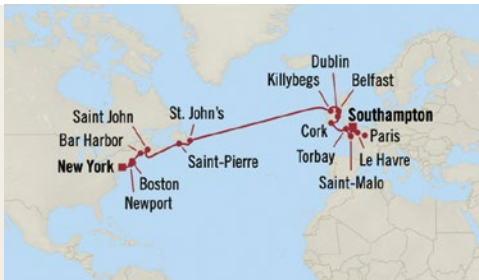 Dublin
Killybegs
Belfast
Saint John
St. John's
Southampton
Bar Harbor
Cork
Paris
New York
Saint-Pierre
Torbay
Le Havre
Boston
Saint-Malo
Newport